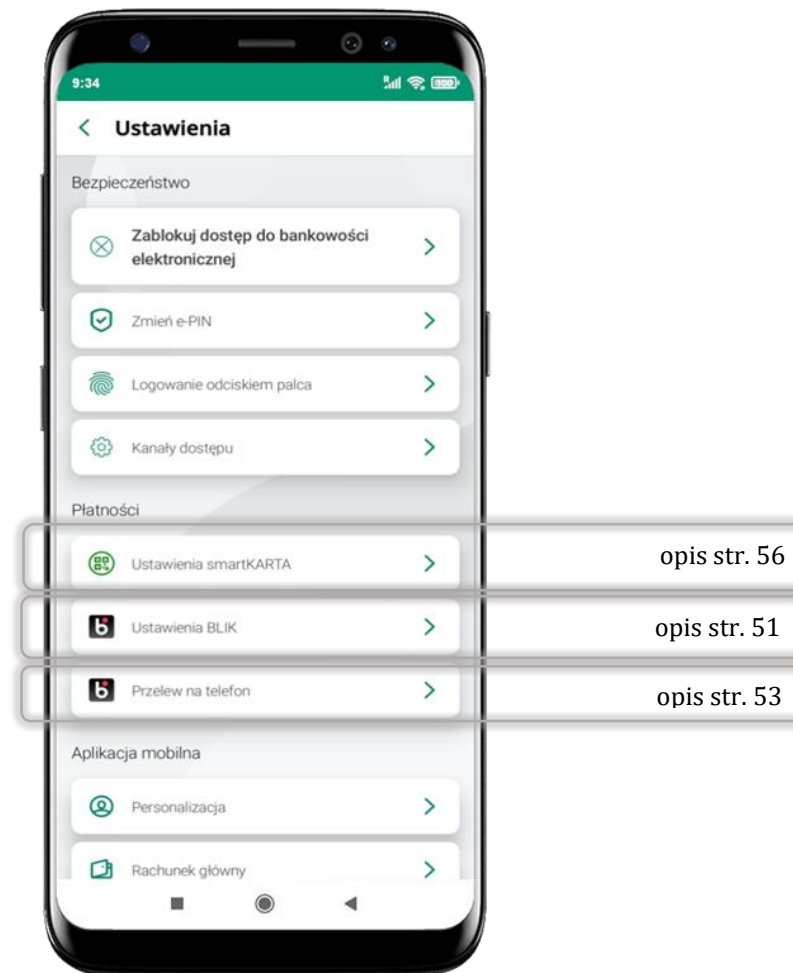 9:34
R 100
Ustawienia
Bezpieczeństwo
Zablokuj dostęp do bankowości
elektronicznej
Zmień e-PIN
Logowanie odciskiem palca
Kanały dostępu
Płatności
Ustawienia smartKARTA
opis str. 56
Ustawienia BLIK
opis str. 51
Przelew na telefon
opis str. 53
Aplikacja mobilna
Personalizacja
Rachunek główny